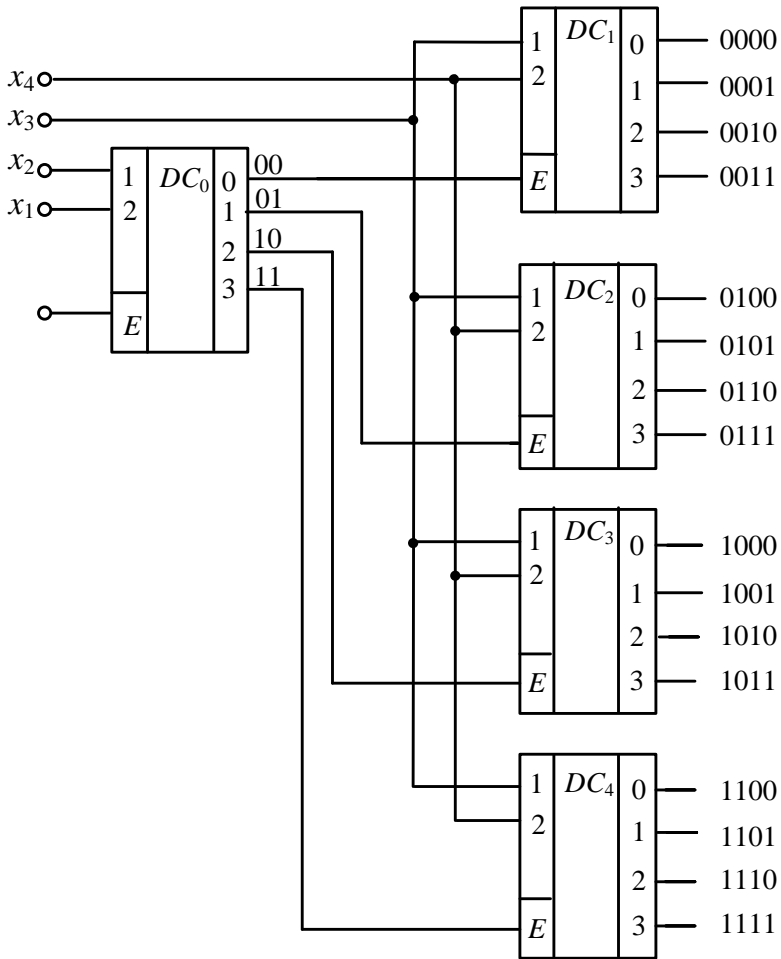 1 DC₁ 0 0000
x₄ 2 1 0001
x₃ 2 0010
E 3 0011
x₂ 1 DC₀ 0 00
x₁ 2 1 01
2 10
3 11
E
1 DC₂ 0 0100
2 1 0101
2 0110
E 3 0111
1 DC₃ 0 1000
2 1 1001
2 1010
E 3 1011
1 DC₄ 0 1100
2 1 1101
2 1110
E 3 1111